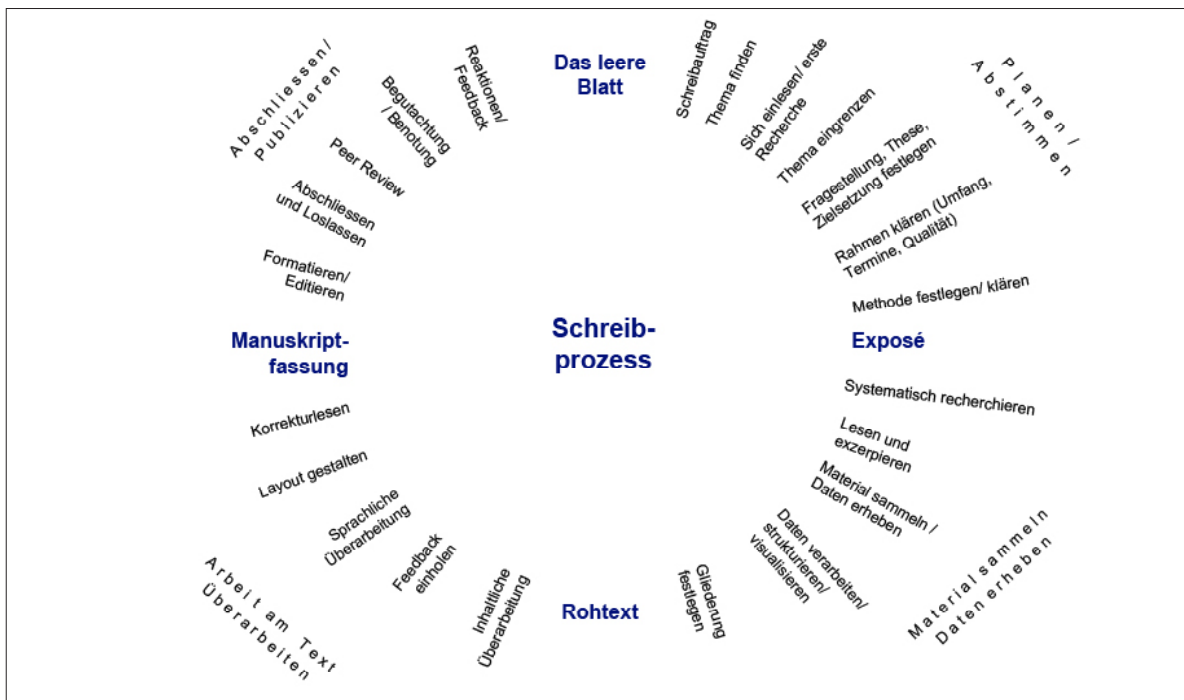 Das leere
Blatt
Schreibauftrag
Thema finden
Sich einlesen/ erste
Recherche
Thema eingrenzen
Fragestellung, These,
Zielsetzung festlegen
Rahmen klären (Umfang,
Termine, Qualität)
Methode festlegen/ klären
Planen/
Abstimmen
Exposé
Systematisch recherchieren
Lesen und
exzerpieren
Material sammeln /
Daten erheben
Daten verarbeiten/
strukturieren/
visualisieren
Gliederung
festlegen
Material sammeln
Daten erheben
Rohtext
Inhaltliche
Überarbeitung
Feedback
einholen
Sprachliche
Überarbeitung
Layout gestalten
Korrekturlesen
Arbeit am Text
Überarbeiten
Manuskript-
fassung
Formatieren/
Editieren
Abschliessen
und Loslassen
Peer Review
Begutachtung
/ Benotung
Reaktionen/
Feedback
Abschliessen/
Publizieren
Schreib-
prozess